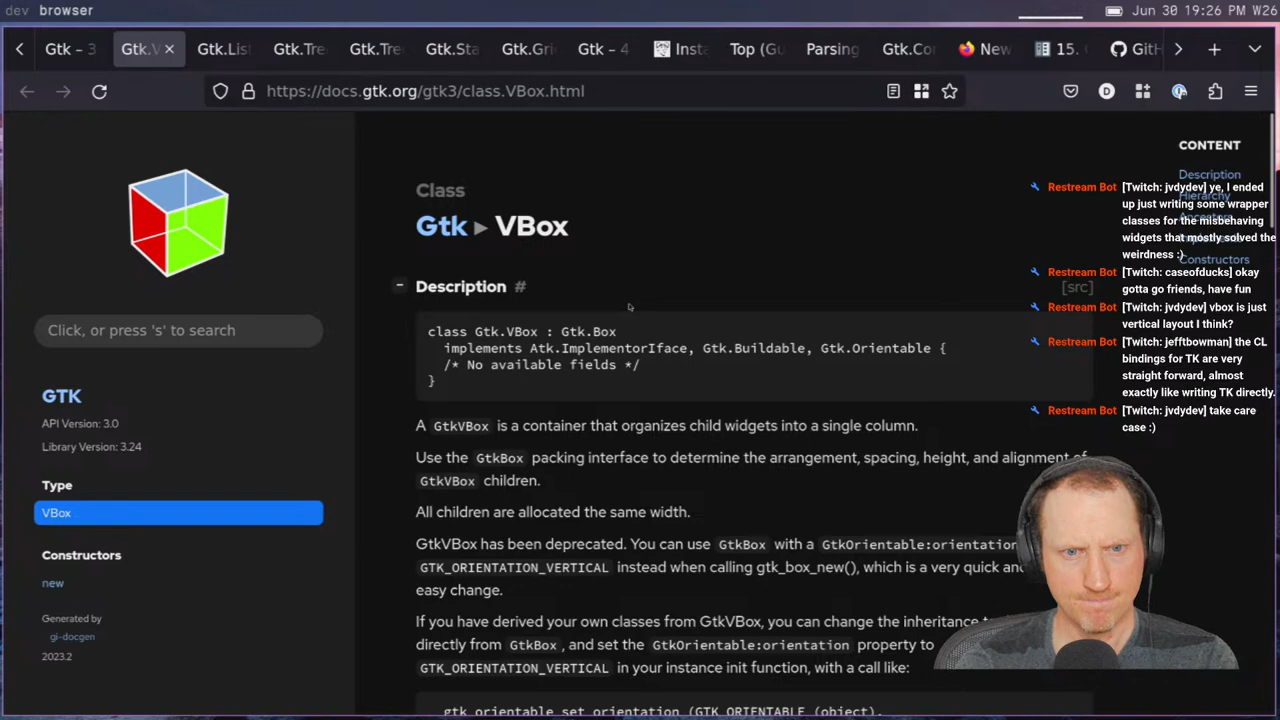 dev browser
Jun 30 19:26 PM W26
Gtk – 3
Gtk.V
Gtk.List
Gtk.Tre
Gtk.Tre
Gtk.Sta
Gtk.Gri
Gtk – 4
Insta
Top (Gu
Parsing
Gtk.Co
New
15.
GitH
https://docs.gtk.org/gtk3/class.VBox.html
Click, or press 's' to search
GTK
API Version: 3.0
Library Version: 3.24
Type
VBox
Constructors
new
Generated by
gi-docgen
2023.2
Class
Gtk ▸ VBox
− Description #
[src]
class Gtk.VBox : Gtk.Box
implements Atk.ImplementorIface, Gtk.Buildable, Gtk.Orientable {
/* No available fields */
}
A GtkVBox is a container that organizes child widgets into a single column.
Use the GtkBox packing interface to determine the arrangement, spacing, height, and alignment of
GtkVBox children.
All children are allocated the same width.
GtkVBox has been deprecated. You can use GtkBox with a GtkOrientable:orientation
GTK_ORIENTATION_VERTICAL instead when calling gtk_box_new(), which is a very quick and
easy change.
If you have derived your own classes from GtkVBox, you can change the inheritance
directly from GtkBox, and set the GtkOrientable:orientation property to
GTK_ORIENTATION_VERTICAL in your instance init function, with a call like:
gtk_orientable_set_orientation (GTK_ORIENTABLE (object),
CONTENT
Description
Hierarchy
Constructors
Restream Bot [Twitch: jvdydev] ye, I ended
up just writing some wrapper
classes for the misbehaving
widgets that mostly solved the
weirdness :)
Restream Bot [Twitch: caseofducks] okay
gotta go friends, have fun
Restream Bot [Twitch: jvdydev] vbox is just
vertical layout I think?
Restream Bot [Twitch: jefftbowman] the CL
bindings for TK are very
straight forward, almost
exactly like writing TK directly.
Restream Bot [Twitch: jvdydev] take care
case :)